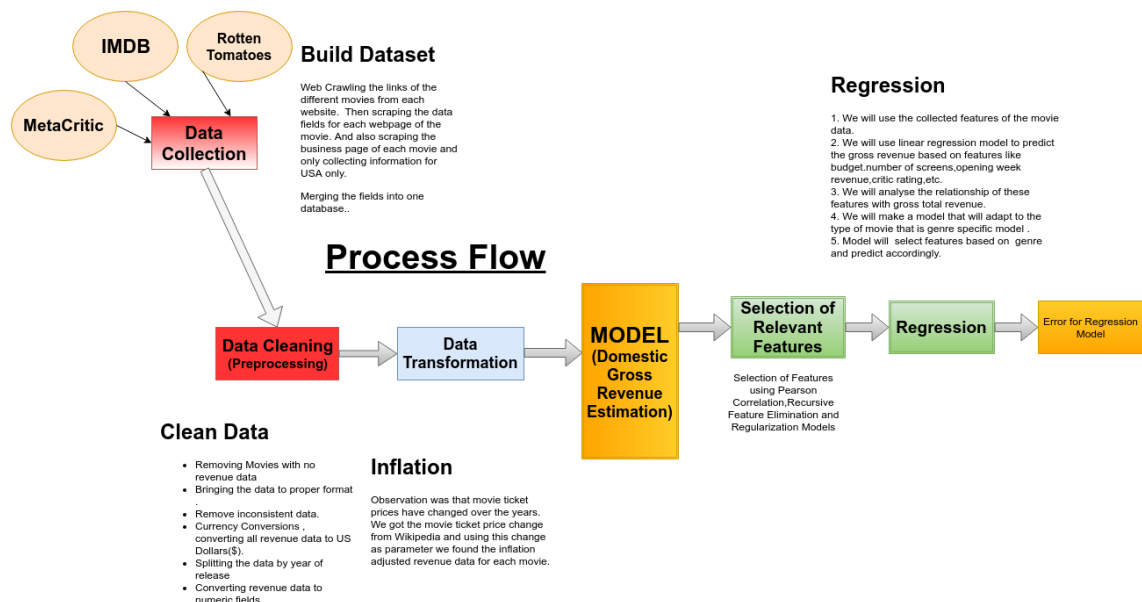 IMDB
Rotten
Tomatoes
MetaCritic
Data
Collection
Build Dataset
Web Crawling the links of the
different movies from each
website. Then scraping the data
fields for each webpage of the
movie. And also scraping the
business page of each movie and
only collecting information for
USA only.
Merging the fields into one
database..
Regression
1. We will use the collected features of the movie
data.
2. We will use linear regression model to predict
the gross revenue based on features like
budget.number of screens,opening week
revenue,critic rating,etc.
3. We will analyse the relationship of these
features with gross total revenue.
4. We will make a model that will adapt to the
type of movie that is genre specific model .
5. Model will select features based on genre
and predict accordingly.
Process Flow
Data Cleaning
(Preprocessing)
Data
Transformation
MODEL
(Domestic
Gross
Revenue
Estimation)
Selection of
Relevant
Features
Regression
Error for Regression
Model
Selection of Features
using Pearson
Correlation,Recursive
Feature Elimination and
Regularization Models
Clean Data
• Removing Movies with no
revenue data
• Bringing the data to proper format
.
• Remove inconsistent data.
• Currency Conversions ,
converting all revenue data to US
Dollars($).
• Splitting the data by year of
release
• Converting revenue data to
numeric fields
Inflation
Observation was that movie ticket
prices have changed over the years.
We got the movie ticket price change
from Wikipedia and using this change
as parameter we found the inflation
adjusted revenue data for each movie.